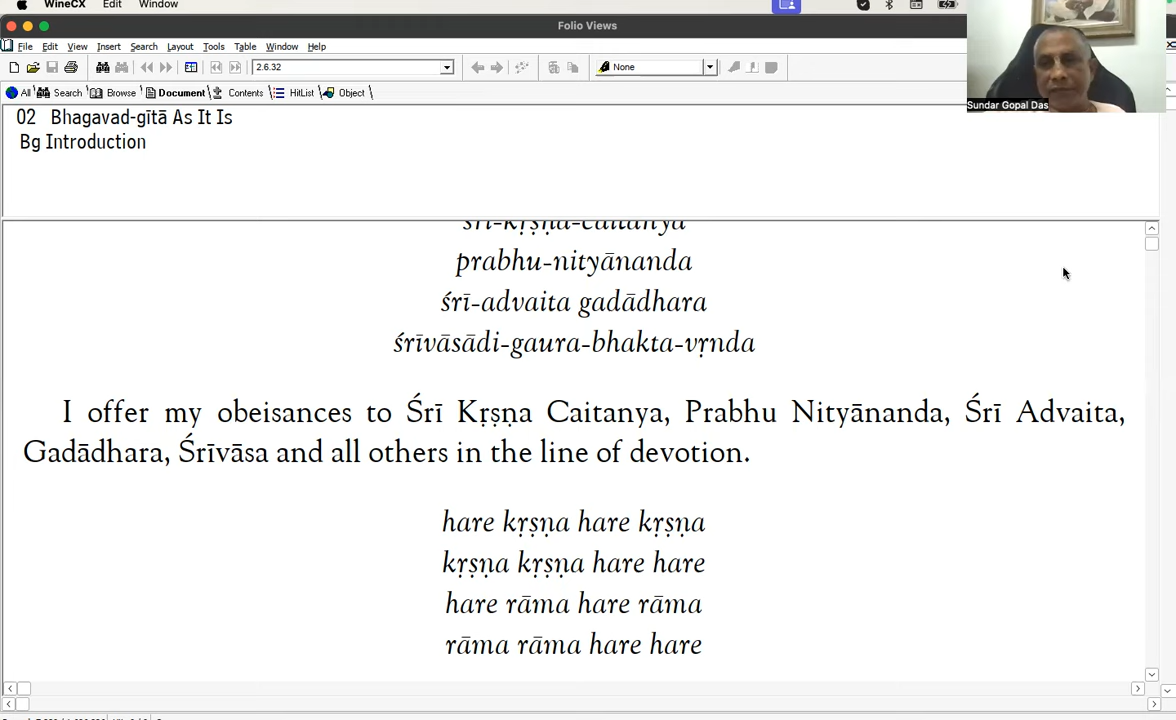 WineCX Edit Window
Folio Views
File Edit View Insert Search Layout Tools Table Window Help
2.6.32
None
All Search Browse Document Contents HitList Object
Sundar Gopal Das
02 Bhagavad-gītā As It Is
Bg Introduction
śrī-kṛṣṇa-caitanya
prabhu-nityānanda
śrī-advaita gadādhara
śrīvāsādi-gaura-bhakta-vṛnda
I offer my obeisances to Śrī Kṛṣṇa Caitanya, Prabhu Nityānanda, Śrī Advaita,
Gadādhara, Śrīvāsa and all others in the line of devotion.
hare kṛṣṇa hare kṛṣṇa
kṛṣṇa kṛṣṇa hare hare
hare rāma hare rāma
rāma rāma hare hare